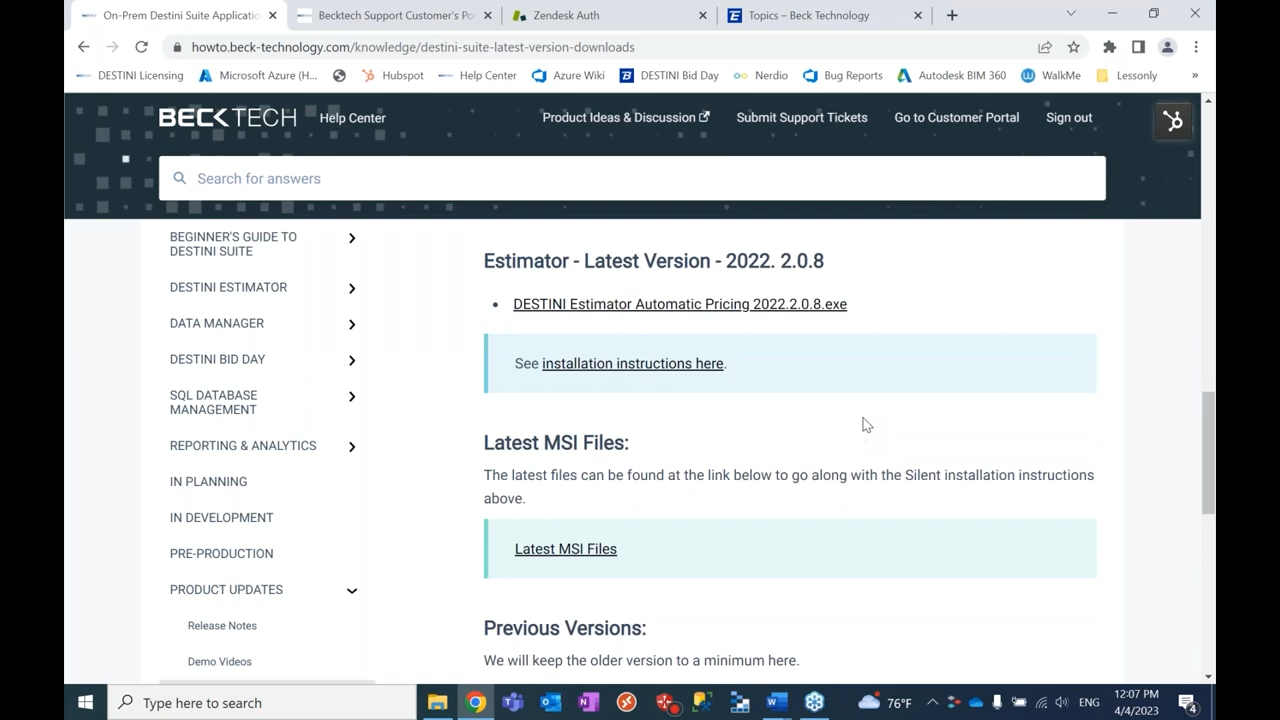 On-Prem Destini Suite Applicatio
Becktech Support Customer's Po
Zendesk Auth
Topics – Beck Technology
howto.beck-technology.com/knowledge/destini-suite-latest-version-downloads
DESTINI Licensing
Microsoft Azure (H...
Hubspot
Help Center
Azure Wiki
DESTINI Bid Day
Nerdio
Bug Reports
Autodesk BIM 360
WalkMe
Lessonly
»
BECKTECH
Help Center
Product Ideas & Discussion
Submit Support Tickets
Go to Customer Portal
Sign out
Search for answers
BEGINNER'S GUIDE TO
DESTINI SUITE
DESTINI ESTIMATOR
DATA MANAGER
DESTINI BID DAY
SQL DATABASE
MANAGEMENT
REPORTING & ANALYTICS
IN PLANNING
IN DEVELOPMENT
PRE-PRODUCTION
PRODUCT UPDATES
Release Notes
Demo Videos
Estimator - Latest Version - 2022. 2.0.8
• DESTINI Estimator Automatic Pricing 2022.2.0.8.exe
See installation instructions here.
Latest MSI Files:
The latest files can be found at the link below to go along with the Silent installation instructions
above.
Latest MSI Files
Previous Versions:
We will keep the older version to a minimum here.
Type here to search
76°F
ENG
12:07 PM
4/4/2023
4